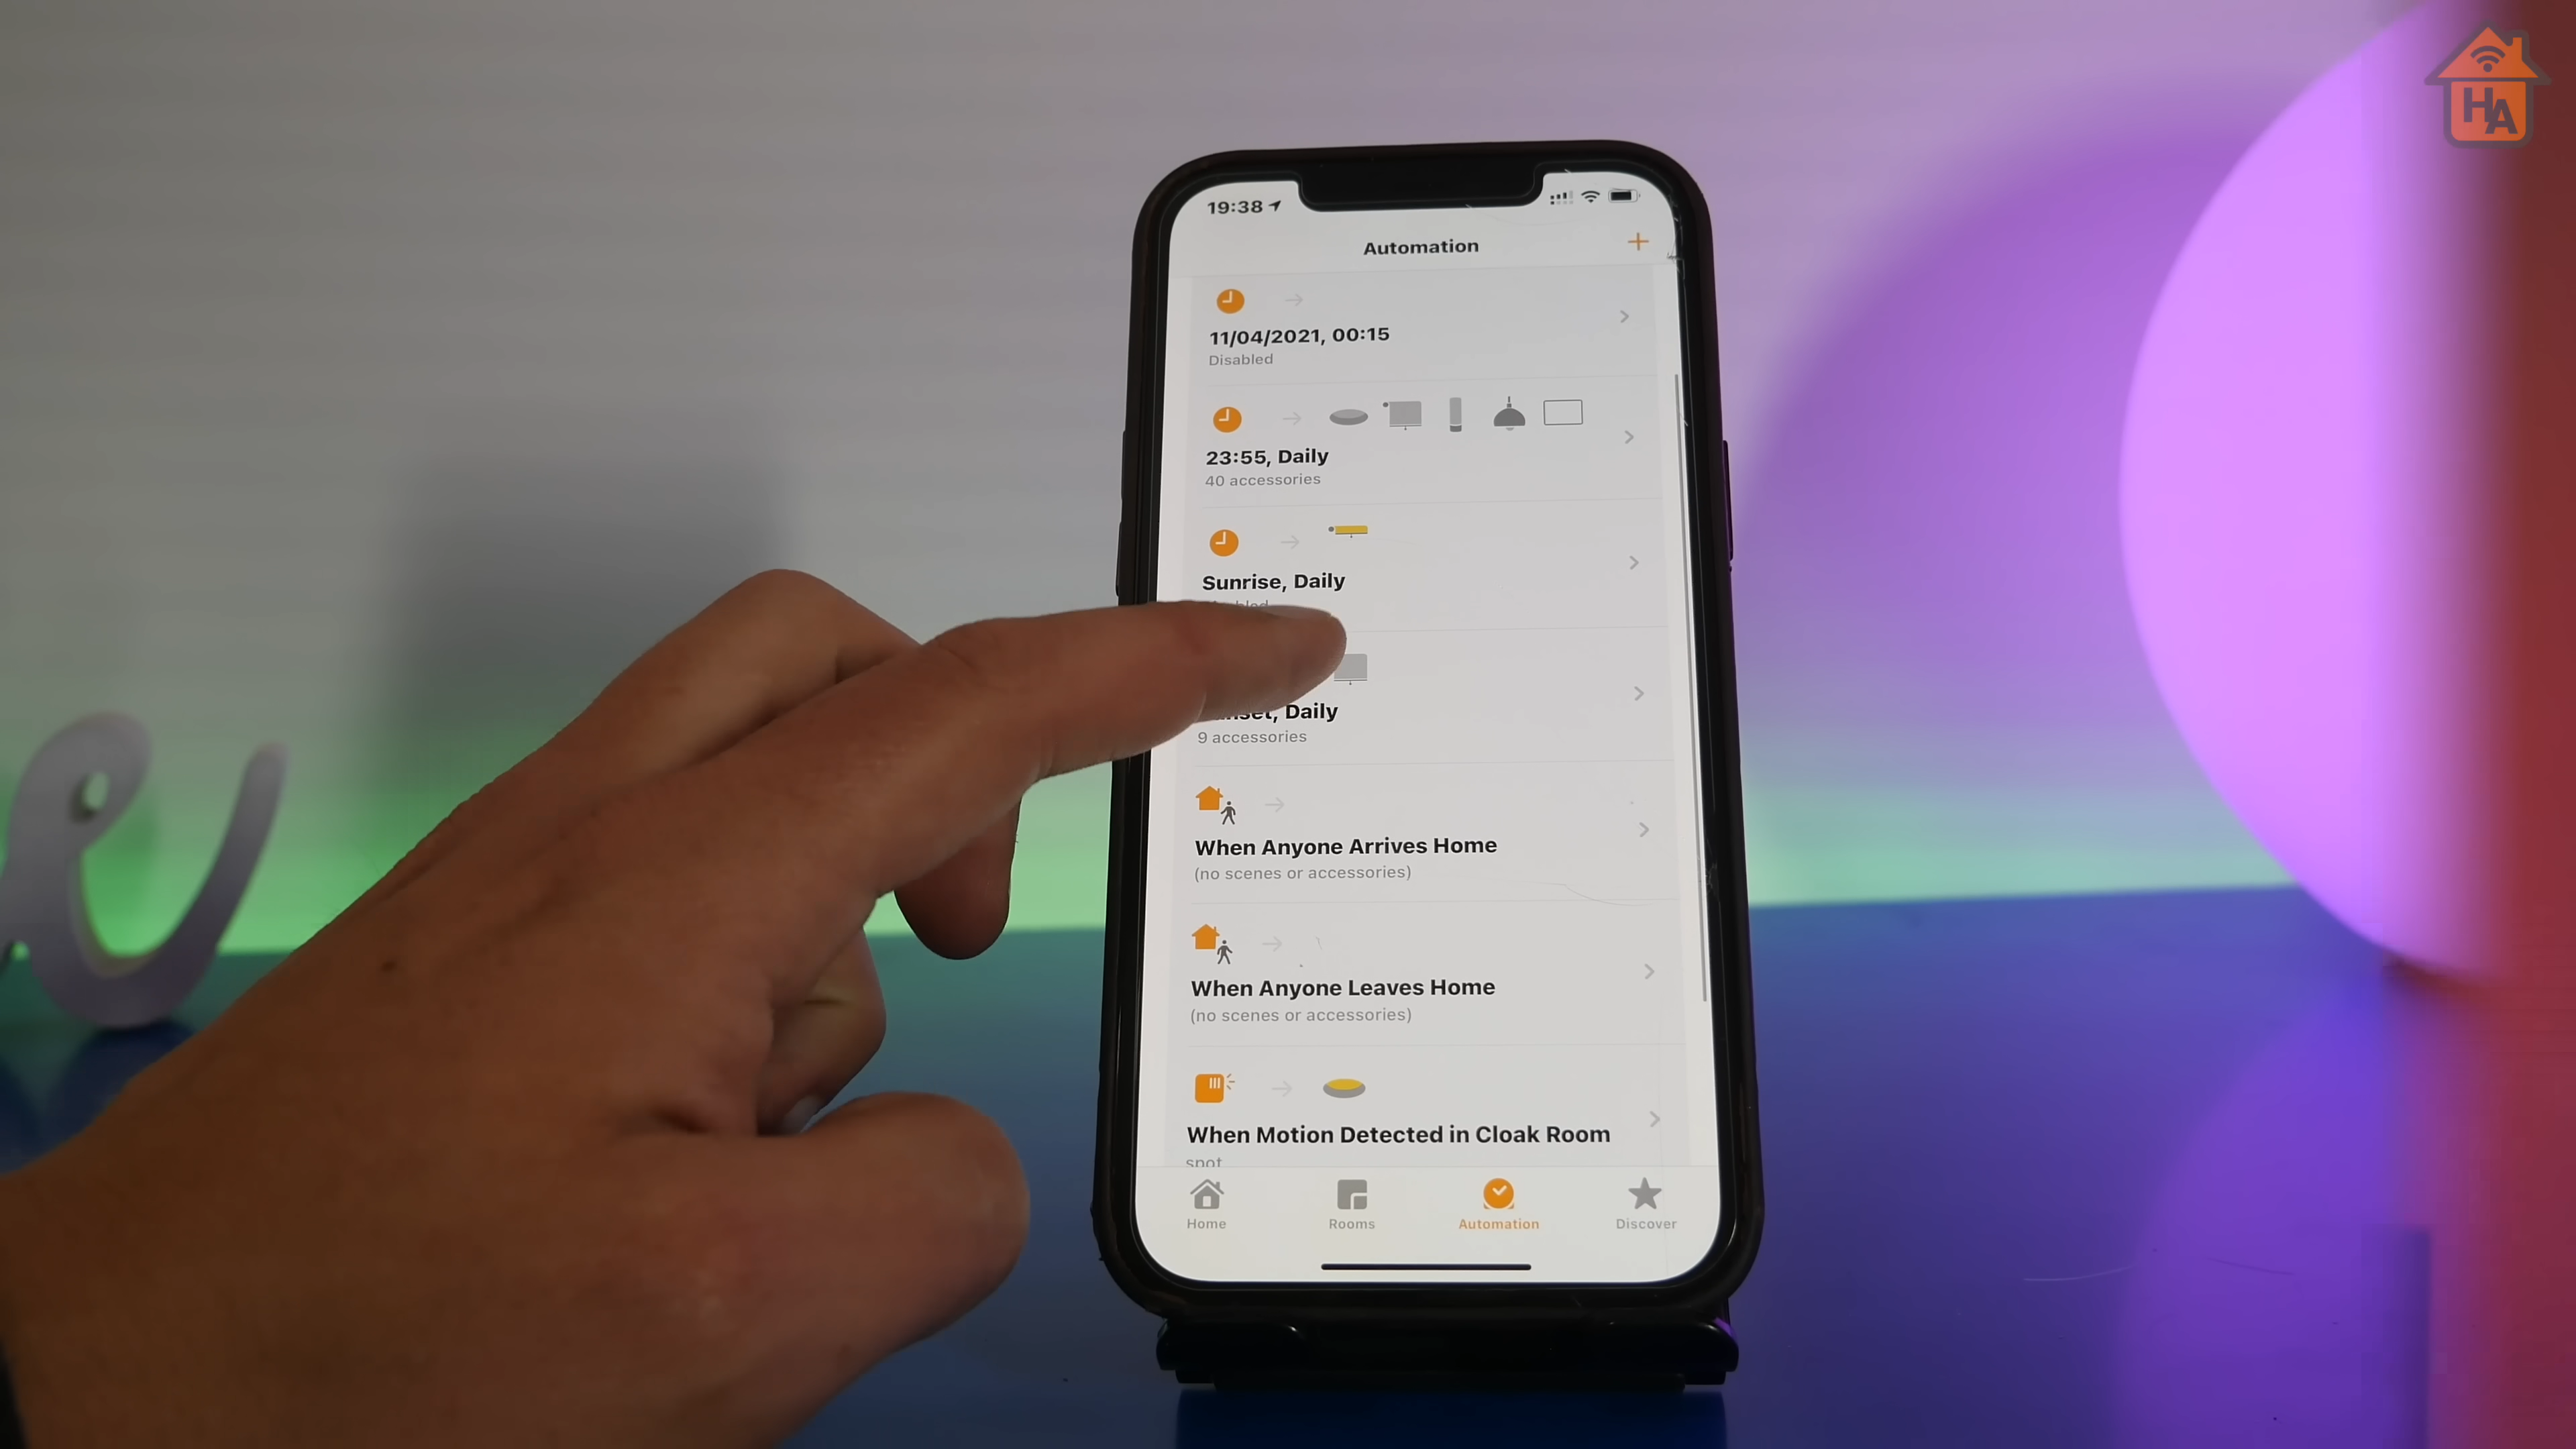 HA
19:38
Automation
+
11/04/2021, 00:15
Disabled
23:55, Daily
40 accessories
Sunrise, Daily
Daily
9 accessories
When Anyone Arrives Home
(no scenes or accessories)
When Anyone Leaves Home
(no scenes or accessories)
When Motion Detected in Cloak Room
spot
Home
Rooms
Automation
Discover
e